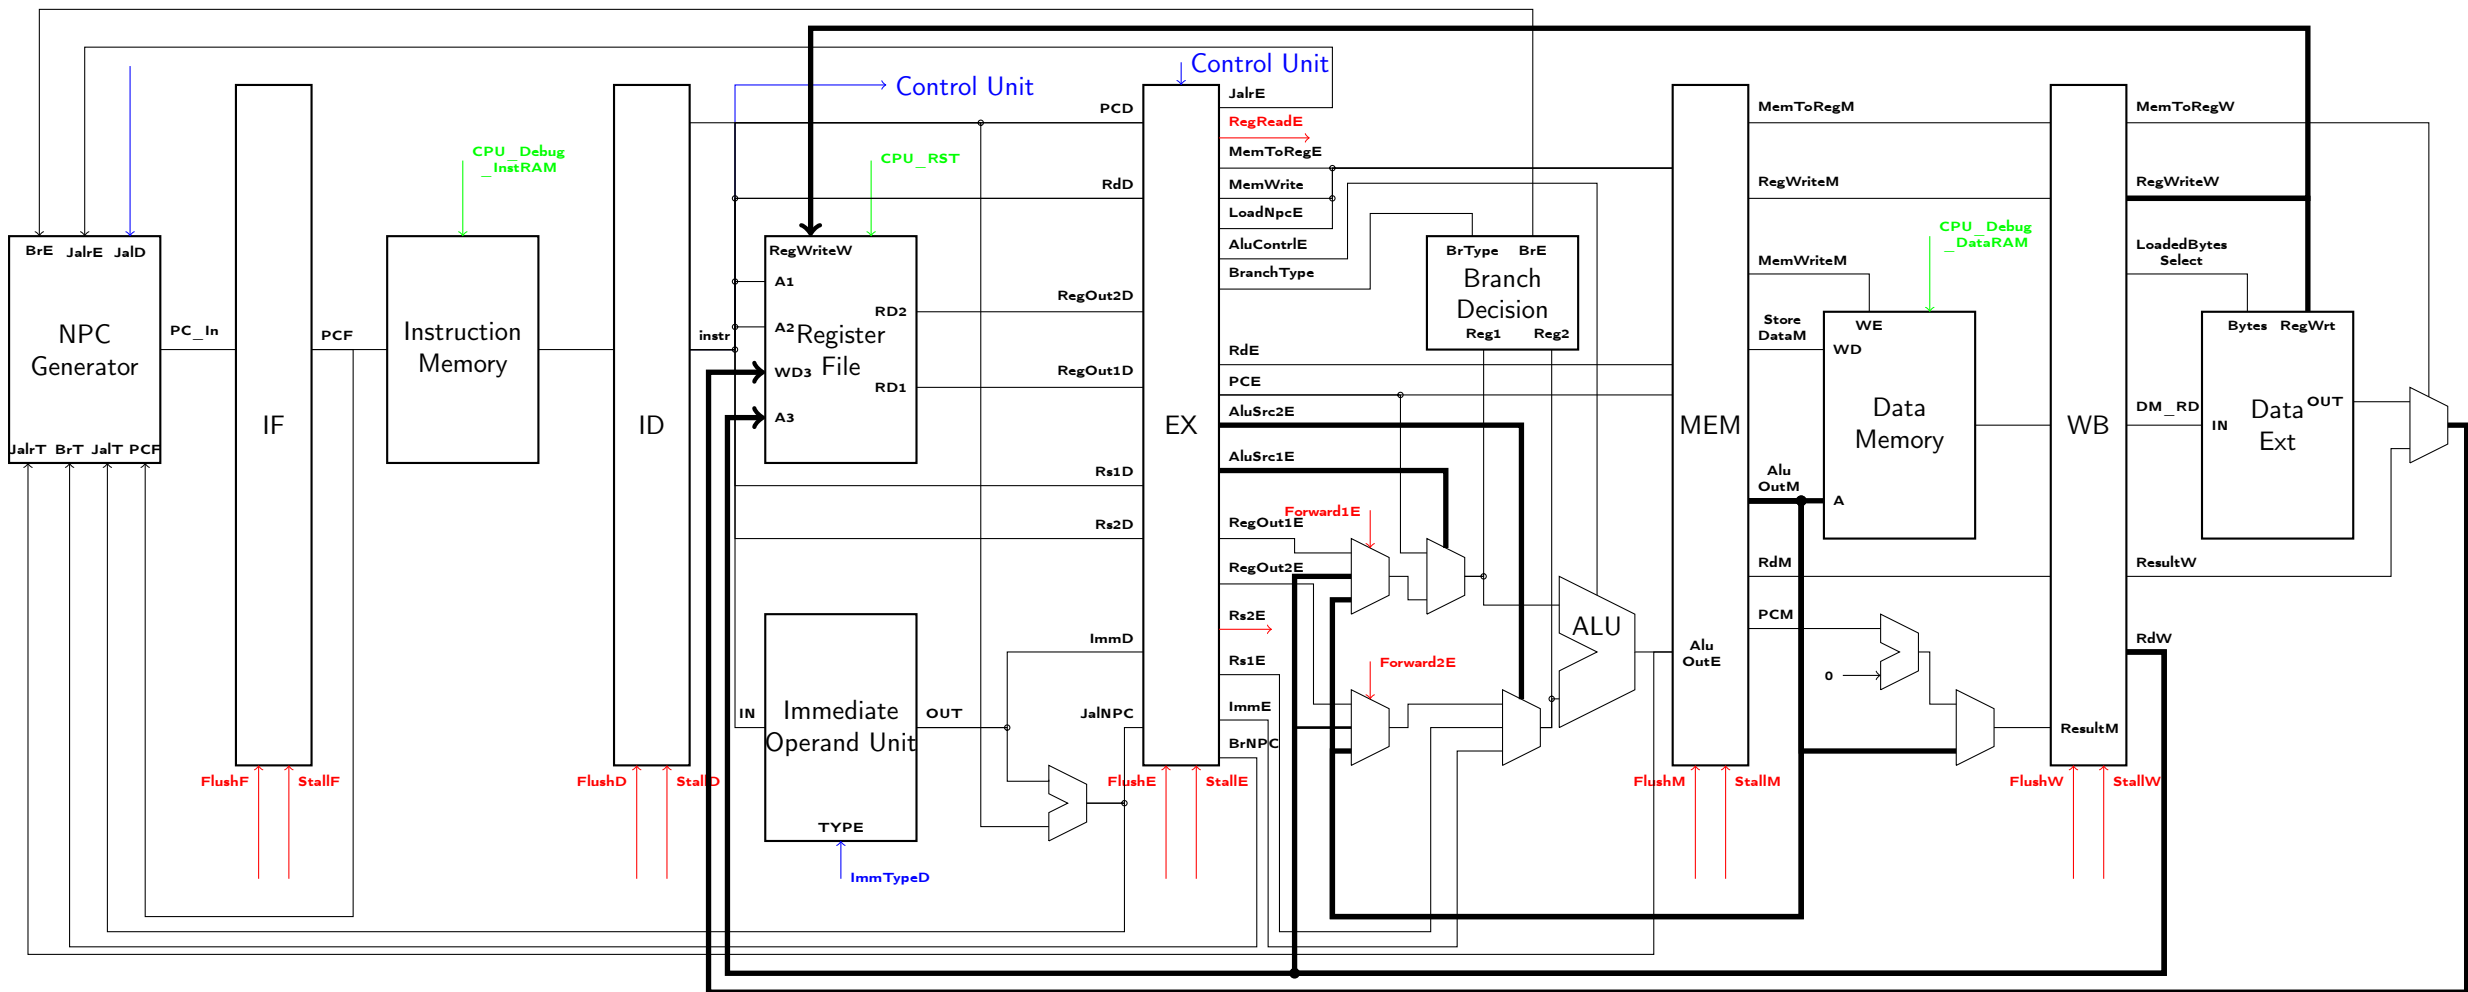 Control Unit
Control Unit
JalrE
RegReadE
MemToRegE
MemWrite
LoadNpcE
AluContrlE
BranchType
PCD
RdD
RegOut2D
RegOut1D
Rs1D
Rs2D
ImmD
JalNPC
CPU_Debug
_InstRAM
CPU_RST
BrE JalrE JalD
NPC
Generator
JalrT BrT JalT PCF
PC_In
IF
FlushF
StallF
PCF
Instruction
Memory
ID
FlushD
StallD
instr
RegWriteW
A1
A2
Register
File
WD3
A3
RD2
RD1
IN
Immediate
Operand Unit
OUT
TYPE
ImmTypeD
EX
FlushE
StallE
RdE
PCE
AluSrc2E
AluSrc1E
RegOut1E
RegOut2E
Rs2E
Rs1E
ImmE
BrNPC
Forward1E
Forward2E
BrType BrE
Branch
Decision
Reg1 Reg2
ALU
Alu
OutE
MEM
FlushM
StallM
MemToRegM
RegWriteM
MemWriteM
Store
DataM
Alu
OutM
RdM
PCM
0
CPU_Debug
_DataRAM
WE
WD
Data
Memory
A
ResultM
WB
FlushW
StallW
MemToRegW
RegWriteW
LoadedBytes
Select
DM_RD
ResultW
RdW
Bytes RegWrt
IN
Data
Ext
OUT